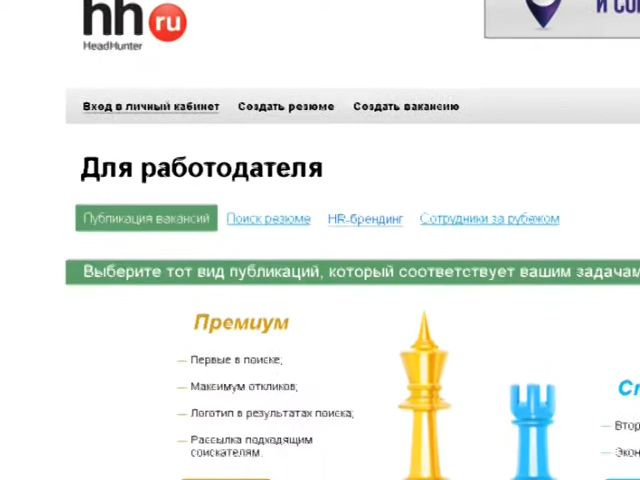 hh ru
HeadHunter
Вход в личный кабинет Создать резюме Создать вакансию
Для работодателя
Публикация вакансий Поиск резюме HR-брендинг Сотрудники за рубежом
Выберите тот вид публикаций, который соответствует вашим задачам
Премиум
Первые в поиске;
Максимум откликов;
Логотип в результатах поиска;
Рассылка подходящим
соискателям.